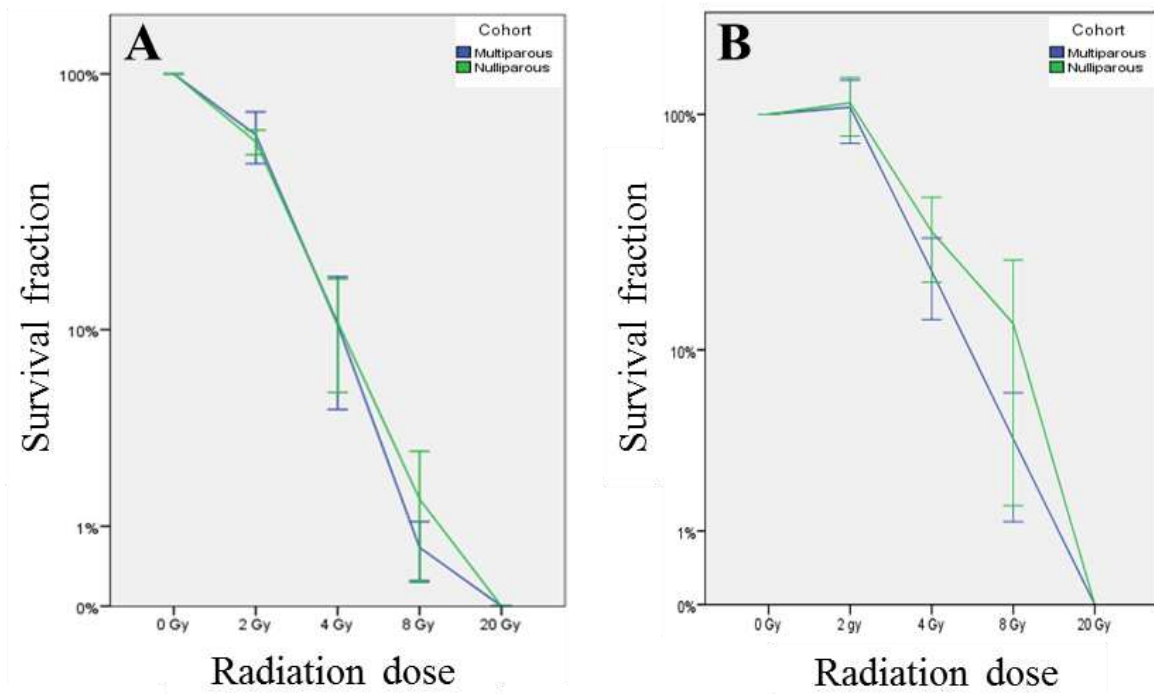 A
Cohort
Multiparous
Nulliparous
100%
10%
1%
0%
Survival fraction
0 Gy
2 Gy
4 Gy
8 Gy
20 Gy
Radiation dose
B
Cohort
Multiparous
Nulliparous
100%
10%
1%
0%
Survival fraction
0 Gy
2 gy
4 Gy
8 Gy
20 Gy
Radiation dose